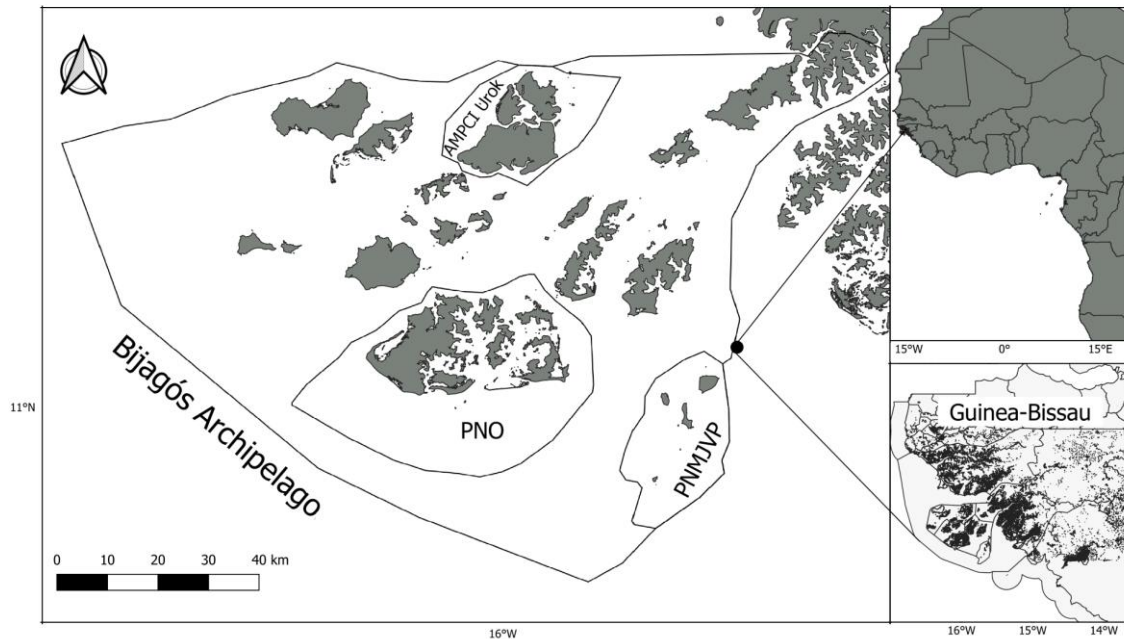 AMPCI Urok
PNO
PNMJVP
Bijagós Archipelago
11°N
0 10 20 30 40 km
16°W
15°W 0° 15°E
Guinea-Bissau
16°W 15°W 14°W